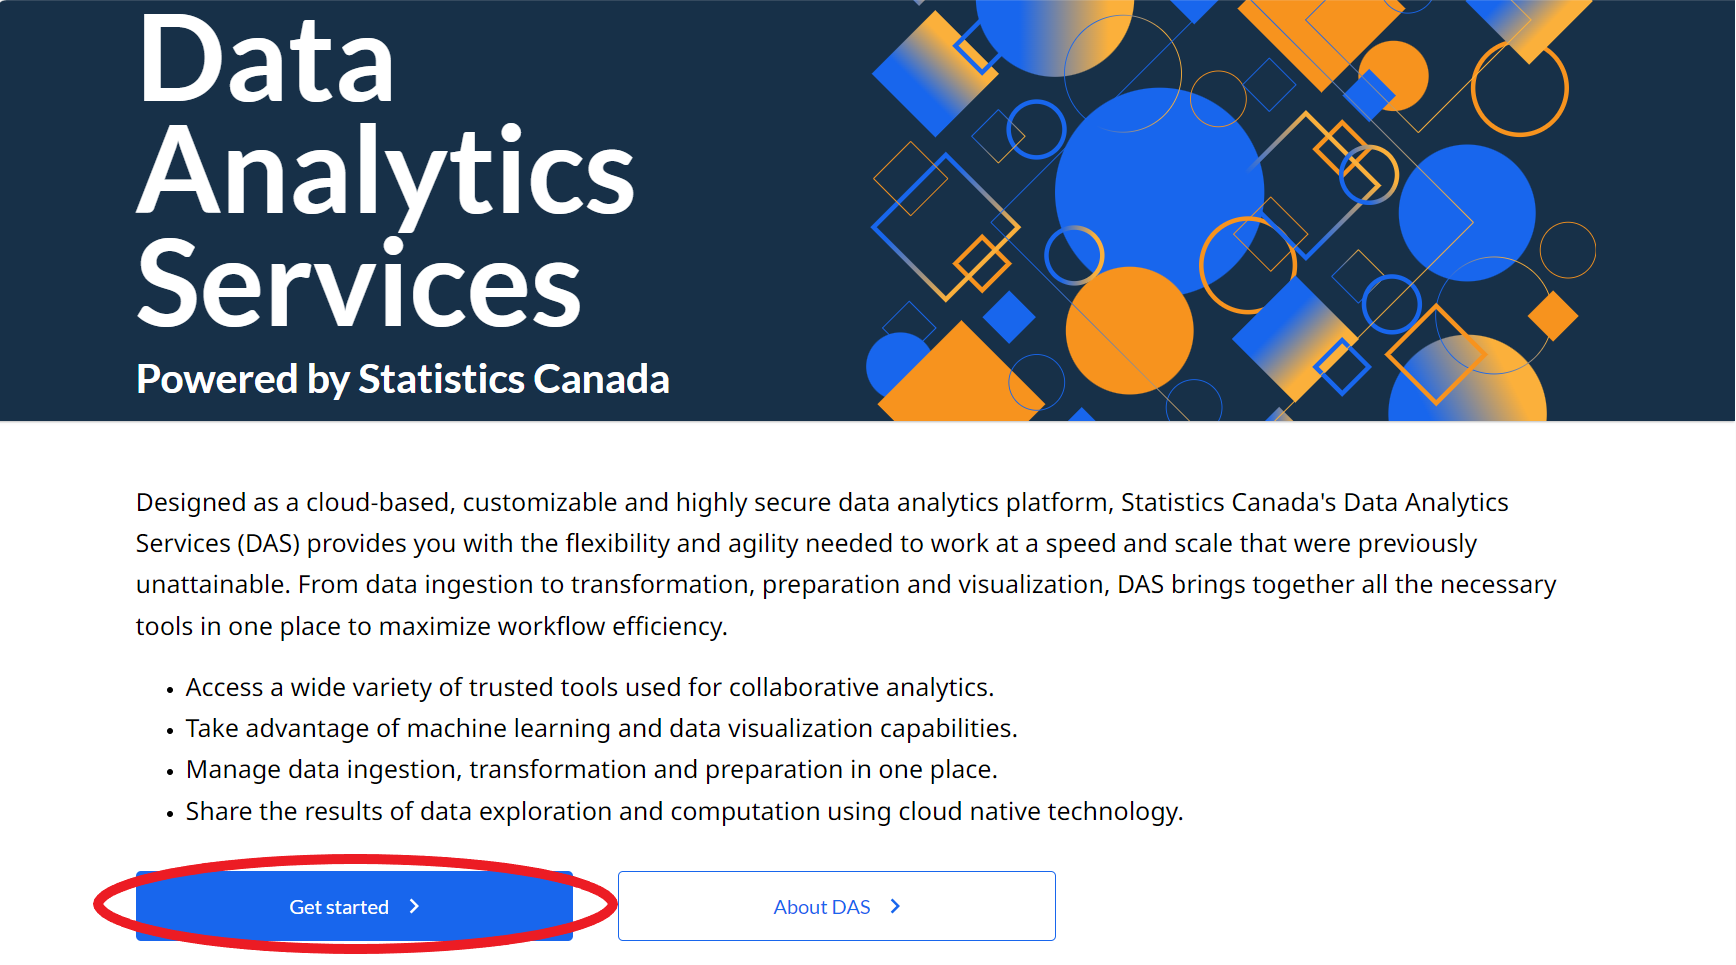 Data
Analytics
Services
Powered by Statistics Canada
Designed as a cloud-based, customizable and highly secure data analytics platform, Statistics Canada's Data Analytics
Services (DAS) provides you with the flexibility and agility needed to work at a speed and scale that were previously
unattainable. From data ingestion to transformation, preparation and visualization, DAS brings together all the necessary
tools in one place to maximize workflow efficiency.
• Access a wide variety of trusted tools used for collaborative analytics.
• Take advantage of machine learning and data visualization capabilities.
• Manage data ingestion, transformation and preparation in one place.
• Share the results of data exploration and computation using cloud native technology.
Get started
About DAS